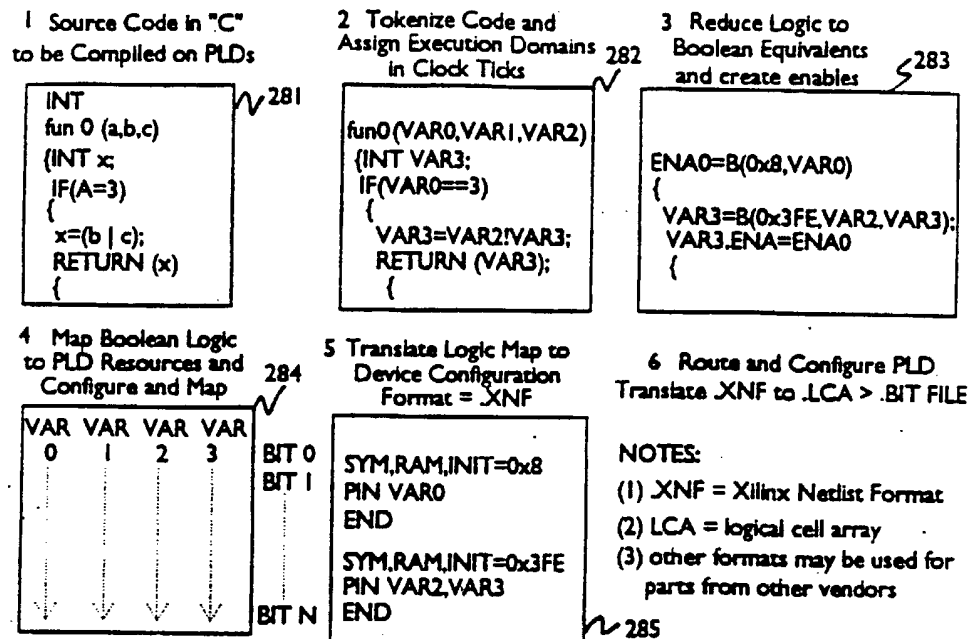 1 Source Code in "C"
to be Compiled on PLDs
281
INT
fun 0 (a,b,c)
{INT x;
IF(A=3)
{
x=(b | c);
RETURN (x)
{
2 Tokenize Code and
Assign Execution Domains
in Clock Ticks
282
fun0(VAR0,VAR1,VAR2)
{INT VAR3;
IF(VAR0==3)
{
VAR3=VAR2!VAR3;
RETURN (VAR3);
{
3 Reduce Logic to
Boolean Equivalents
and create enables
283
ENA0=B(0x8,VAR0)
{
VAR3=B(0x3FE,VAR2,VAR3);
VAR3.ENA=ENA0
{
4 Map Boolean Logic
to PLD Resources and
Configure and Map
284
VAR VAR VAR VAR
0 1 2 3
BIT 0
BIT 1
BIT N
5 Translate Logic Map to
Device Configuration
Format = .XNF
SYM,RAM,INIT=0x8
PIN VAR0
END
SYM,RAM,INIT=0x3FE
PIN VAR2,VAR3
END
285
6 Route and Configure PLD
Translate .XNF to .LCA > .BIT FILE
NOTES:
(1) .XNF = Xilinx Netlist Format
(2) LCA = logical cell array
(3) other formats may be used for
parts from other vendors